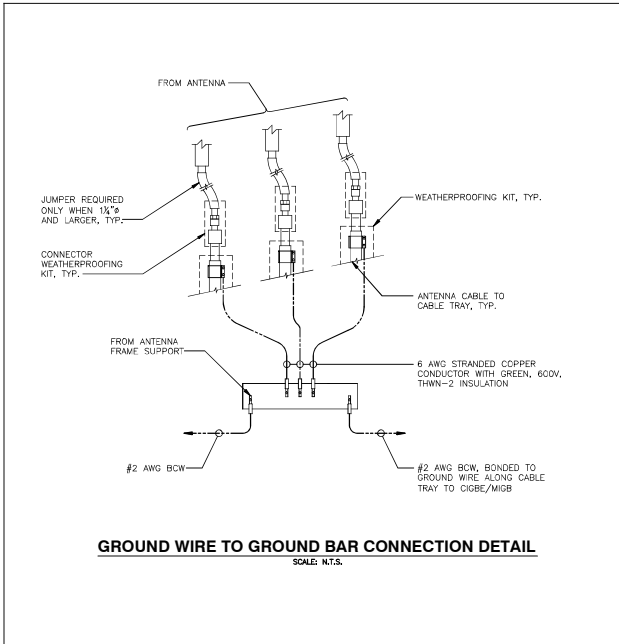 FROM ANTENNA
JUMPER REQUIRED
ONLY WHEN 1¼"ø
AND LARGER, TYP.
WEATHERPROOFING KIT, TYP.
CONNECTOR
WEATHERPROOFING
KIT, TYP.
ANTENNA CABLE TO
CABLE TRAY, TYP.
FROM ANTENNA
FRAME SUPPORT
6 AWG STRANDED COPPER
CONDUCTOR WITH GREEN, 600V,
THWN-2 INSULATION
#2 AWG BCW
#2 AWG BCW, BONDED TO
GROUND WIRE ALONG CABLE
TRAY TO CIGBE/MIGB
GROUND WIRE TO GROUND BAR CONNECTION DETAIL
SCALE: N.T.S.